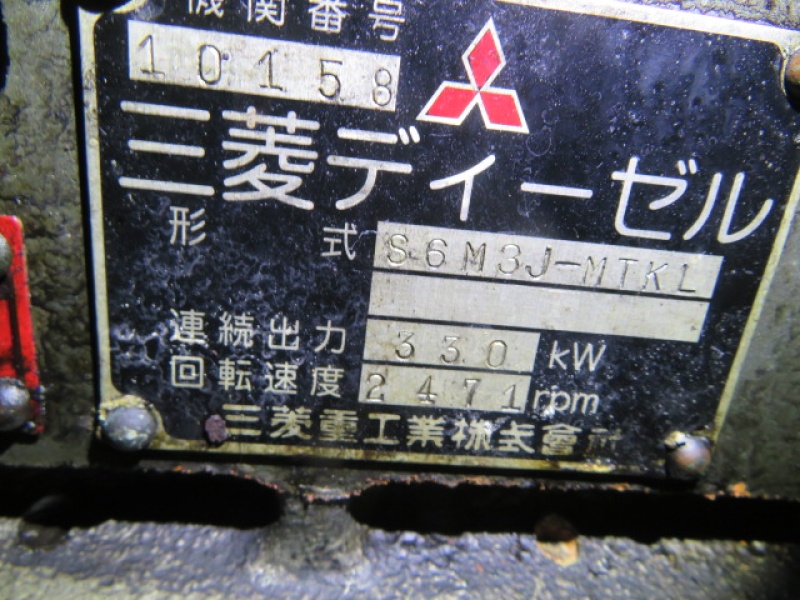 機関番号
10158
三菱ディーゼル
形式 S6M3J-MTKL
連続出力 330 kW
回転速度 2471 rpm
三菱重工業株式會社